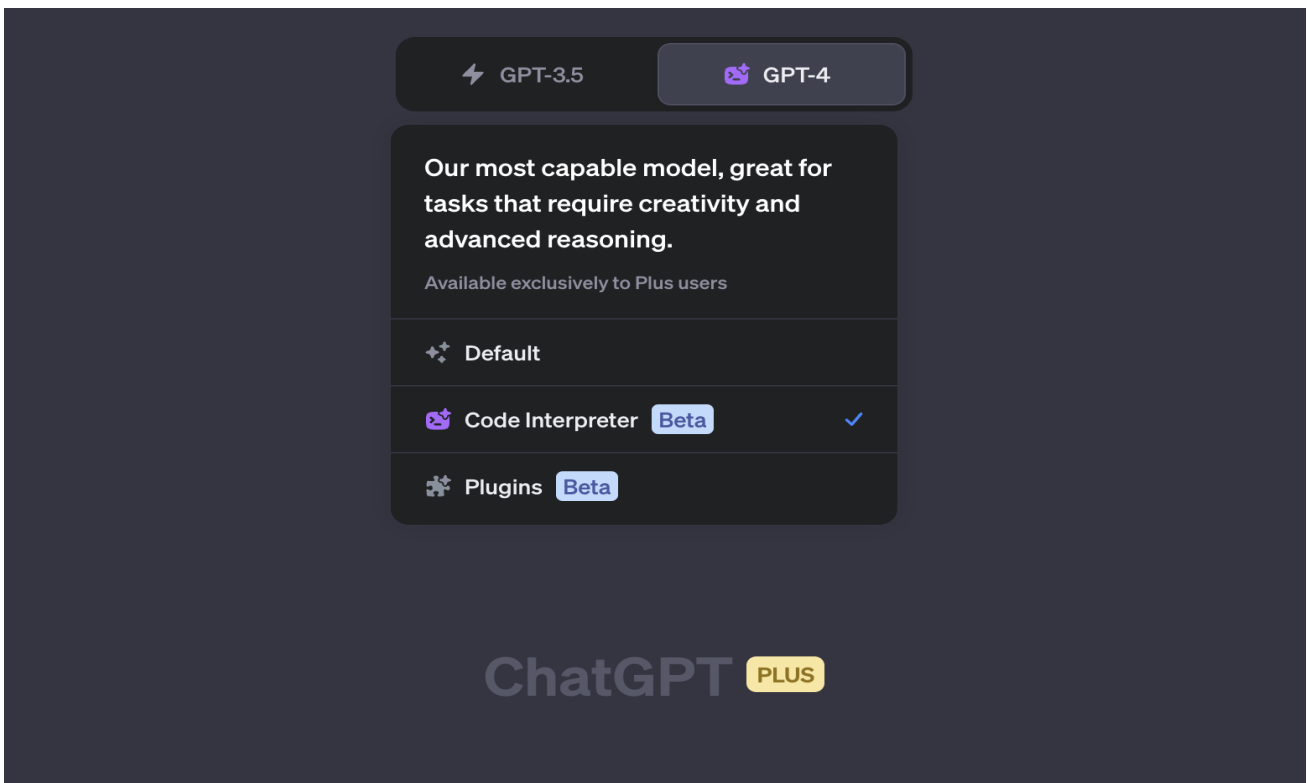 GPT-3.5
GPT-4
Our most capable model, great for
tasks that require creativity and
advanced reasoning.
Available exclusively to Plus users
Default
Code Interpreter Beta
Plugins Beta
ChatGPT PLUS